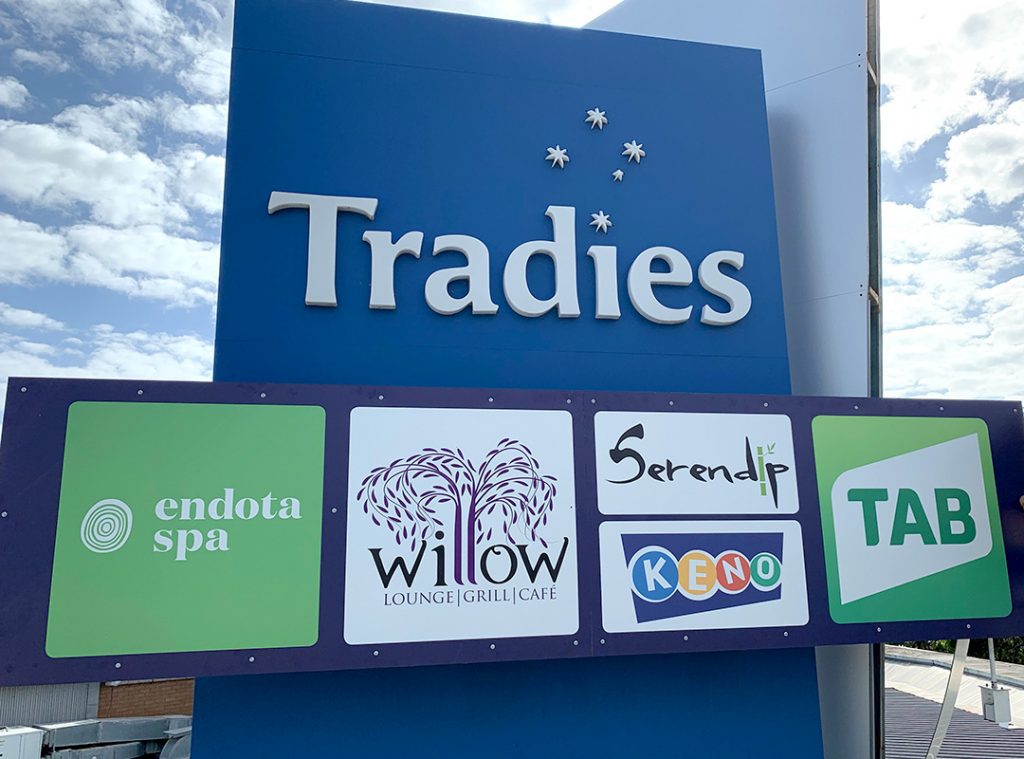 Tradies
endota
spa
willow
LOUNGE|GRILL|CAFÉ
Serendip
KENO
TAB